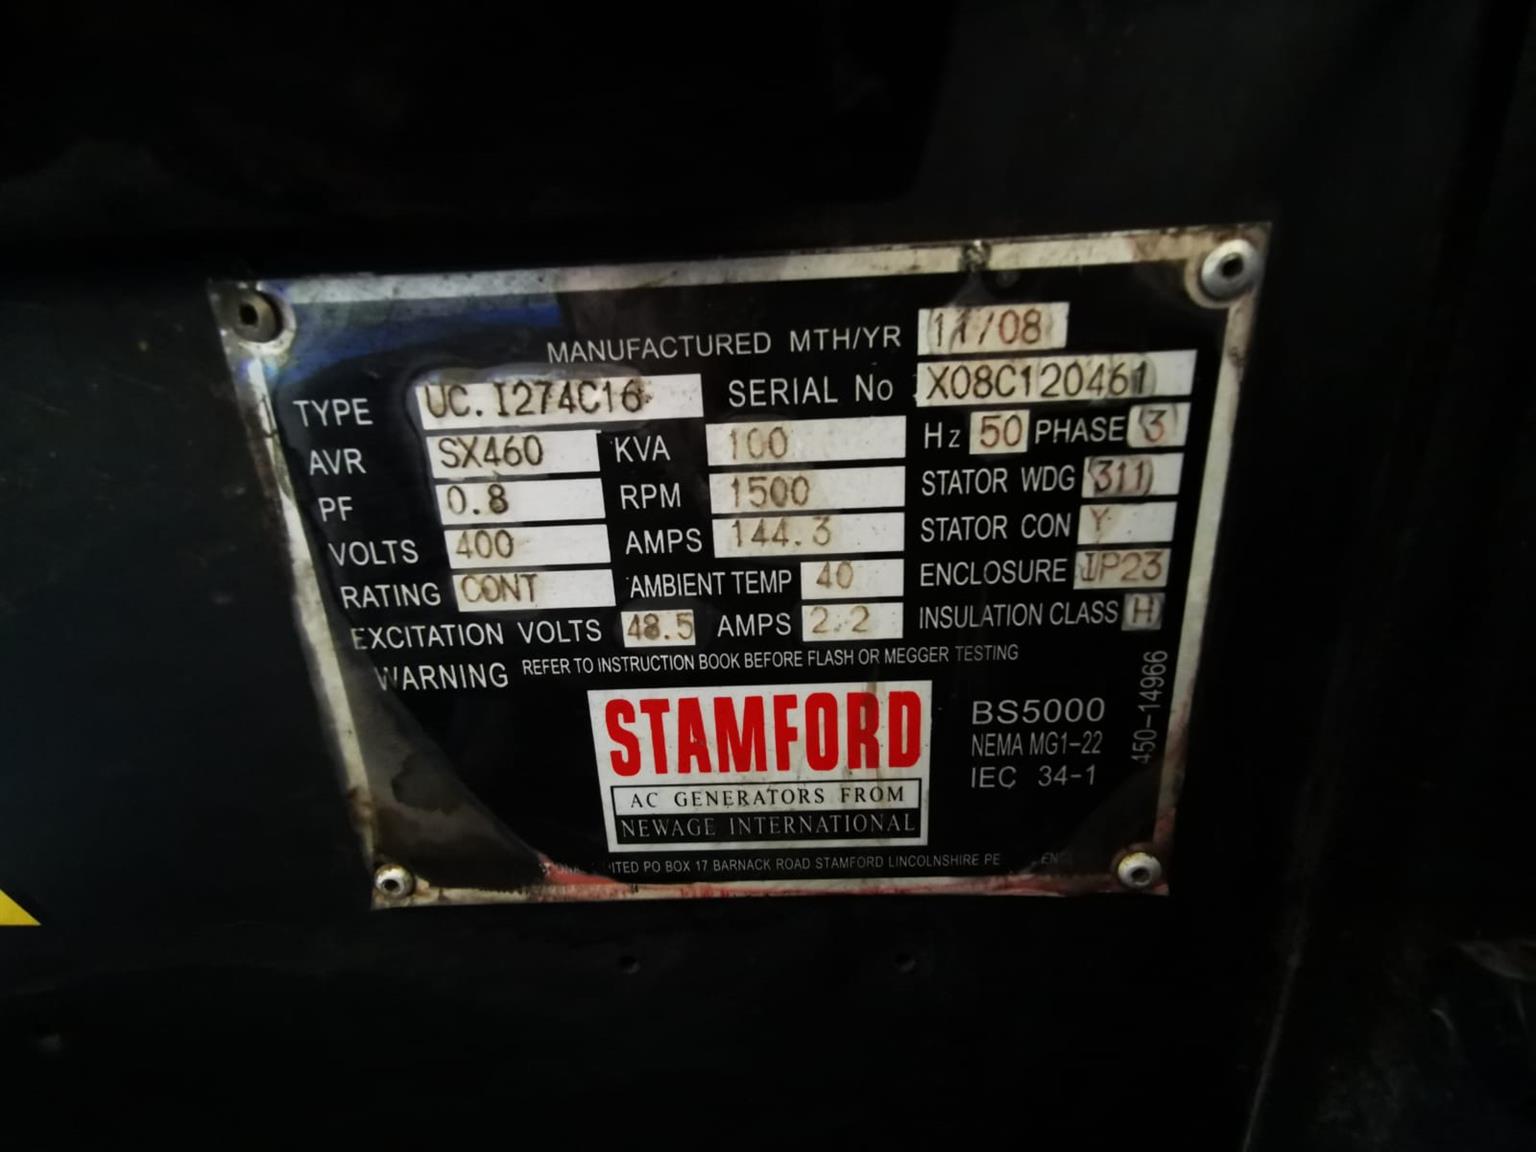 MANUFACTURED MTH/YR 11/08
TYPE UC.I274C16 SERIAL No X08C120461
AVR SX460 KVA 100 Hz 50 PHASE 3
PF 0.8 RPM 1500 STATOR WDG 311
VOLTS 400 AMPS 144.3 STATOR CON Y
RATING CONT AMBIENT TEMP 40 ENCLOSURE IP23
EXCITATION VOLTS 48.5 AMPS 2.2 INSULATION CLASS H
WARNING REFER TO INSTRUCTION BOOK BEFORE FLASH OR MEGGER TESTING
STAMFORD
AC GENERATORS FROM
NEWAGE INTERNATIONAL
BS5000
NEMA MG1-22
IEC 34-1
450-14966
PO BOX 17 BARNACK ROAD STAMFORD LINCOLNSHIRE PE